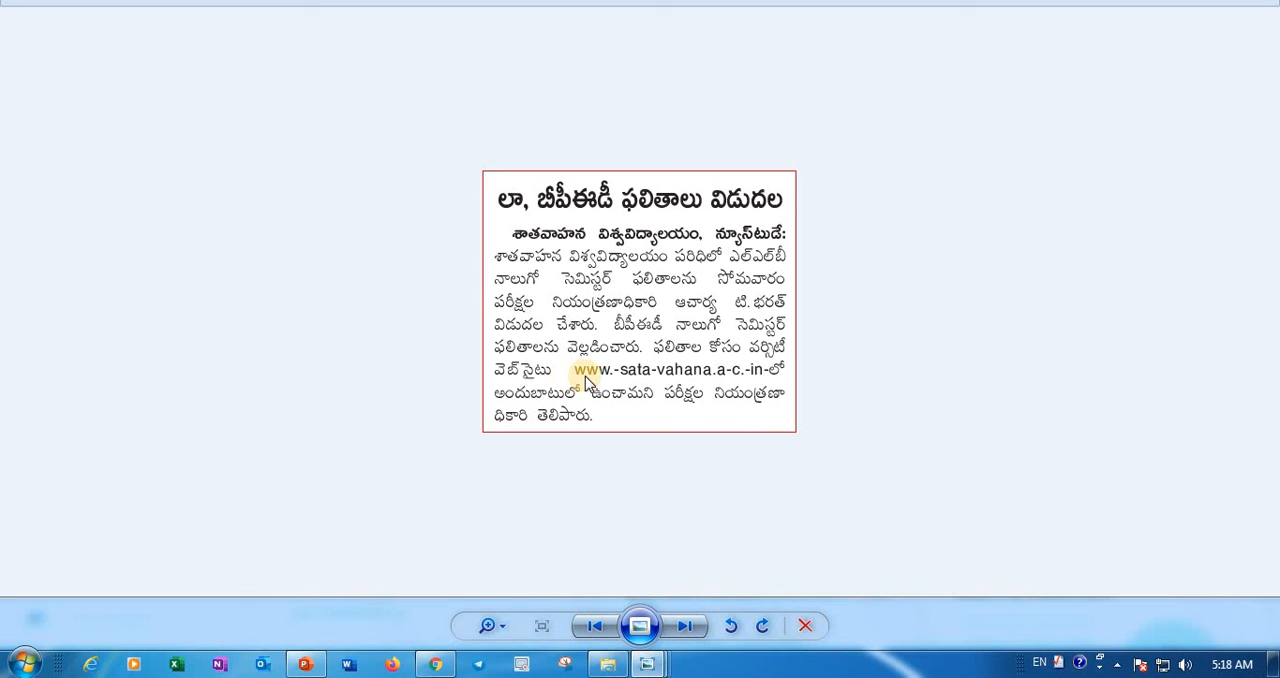 లా, బీపీఈడీ ఫలితాలు విడుదల
శాతవాహన విశ్వవిద్యాలయం, న్యూస్‌టుడే:
శాతవాహన విశ్వవిద్యాలయం పరిధిలో ఎల్ఎల్‌బీ
నాలుగో సెమిస్టర్ ఫలితాలను సోమవారం
పరీక్షల నియంత్రణాధికారి ఆచార్య టి.భరత్
విడుదల చేశారు. బీపీఈడీ నాలుగో సెమిస్టర్
ఫలితాలను వెల్లడించారు. ఫలితాల కోసం వర్సిటీ
వెబ్‌సైటు www.-sata-vahana.a-c.-in-లో
అందుబాటులో ఉంచామని పరీక్షల నియంత్రణా
ధికారి తెలిపారు.
EN 5:18 AM